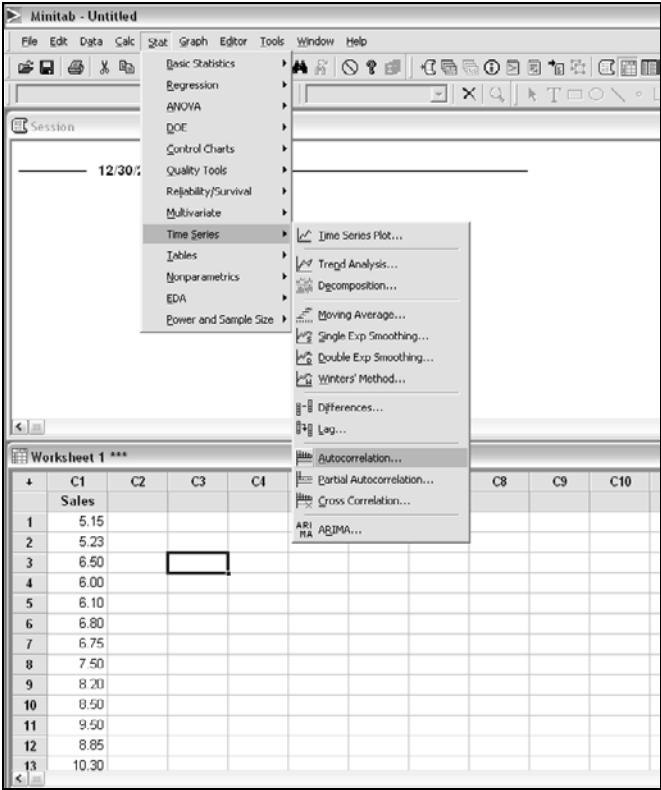 Minitab - Untitled
File Edit Data Calc Stat Graph Editor Tools Window Help
Basic Statistics
Regression
ANOVA
DOE
Control Charts
Quality Tools
Reliability/Survival
Multivariate
Time Series
Tables
Nonparametrics
EDA
Power and Sample Size
Time Series Plot...
Trend Analysis...
Decomposition...
Moving Average...
Single Exp Smoothing...
Double Exp Smoothing...
Winters' Method...
Differences...
Lag...
Autocorrelation...
Partial Autocorrelation...
Cross Correlation...
ARIMA...
Session
12/30/
Worksheet 1 ***
C1 C2 C3 C4 C8 C9 C10
Sales
1 5.15
2 5.23
3 6.50
4 6.00
5 6.10
6 6.80
7 6.75
8 7.50
9 8.20
10 8.50
11 9.50
12 8.85
13 10.30